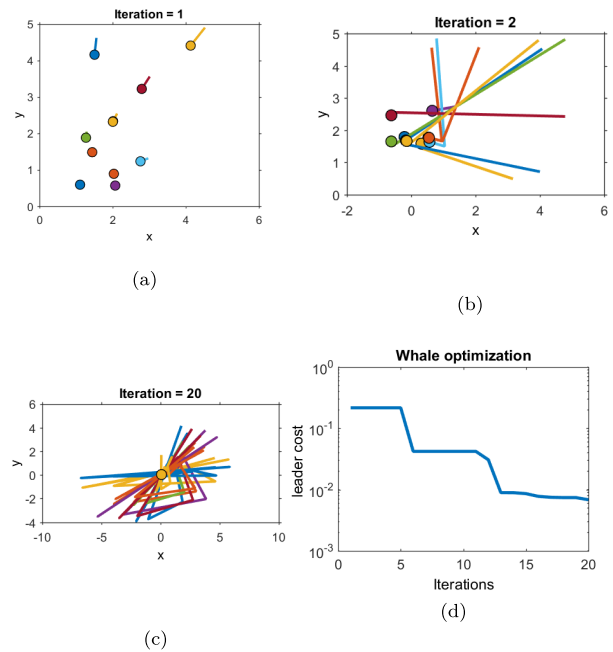 Iteration = 1
5
4
3
2
1
0
y
0 2 4 6
x
(a)
Iteration = 2
5
4
3
2
1
0
y
-2 0 2 4 6
x
(b)
Iteration = 20
6
4
2
0
-2
-4
y
-10 -5 0 5 10
x
(c)
Whale optimization
10^0
10^-1
10^-2
10^-3
leader cost
0 5 10 15 20
Iterations
(d)